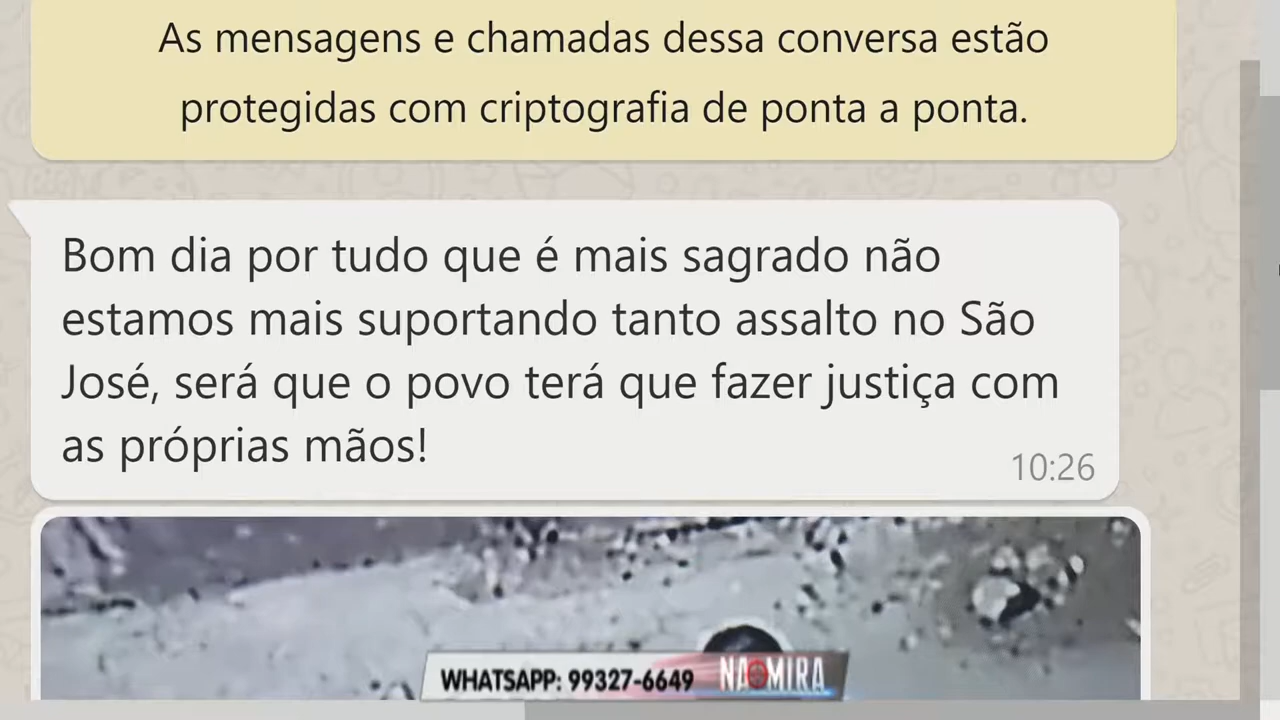 As mensagens e chamadas dessa conversa estão
protegidas com criptografia de ponta a ponta.
Bom dia por tudo que é mais sagrado não
estamos mais suportando tanto assalto no São
José, será que o povo terá que fazer justiça com
as próprias mãos!
10:26
WHATSAPP: 99327-6649 NA MIRA